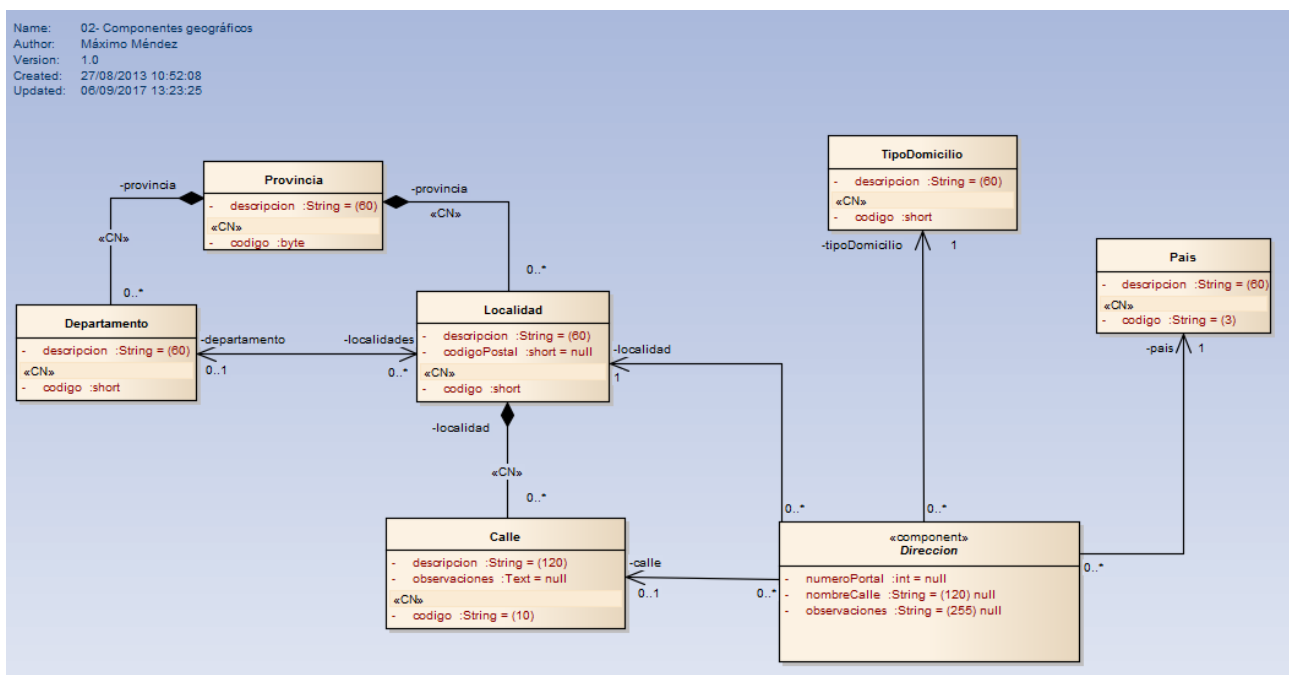 Name: 02- Componentes geográficos
Author: Máximo Méndez
Version: 1.0
Created: 27/08/2013 10:52:08
Updated: 06/09/2017 13:23:25
TipoDomicilio
- descripcion :String = (60)
«CN»
- codigo :short
-tipoDomicilio 1
Provincia
- descripcion :String = (60)
«CN»
- codigo :byte
-provincia
«CN»
0..*
-provincia
«CN»
0..*
Pais
- descripcion :String = (60)
«CN»
- codigo :String = (3)
-pais 1
Departamento
- descripcion :String = (60)
«CN»
- codigo :short
-departamento
0..1
-localidades
0..*
Localidad
- descripcion :String = (60)
- codigoPostal :short = null
«CN»
- codigo :short
-localidad
1
-localidad
«CN»
0..*
Calle
- descripcion :String = (120)
- observaciones :Text = null
«CN»
- codigo :String = (10)
-calle
0..1
0..*
0..*
0..*
0..*
«component»
Direccion
- numeroPortal :int = null
- nombreCalle :String = (120) null
- observaciones :String = (255) null